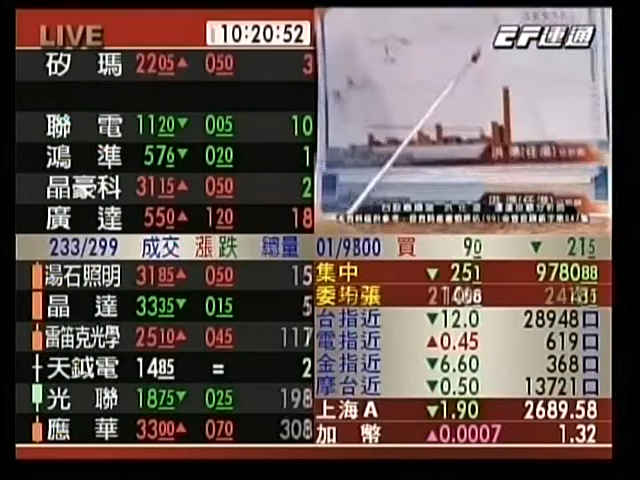 LIVE 10:20:52
EF連通
矽瑪 2205▲ 050 3
聯電 1120▼ 005 10
鴻準 576▼ 020 1
晶豪科 3115▲ 050 2
廣達 550▲ 120 18
233/299 成交 漲跌 總量
湯石照明 3185▲ 050 15
晶達 3335▼ 015 5
雷笛克光學 2510▲ 045 117
天鉞電 1485 = 2
光聯 1875▼ 025 198
應華 3300▲ 070 308
01/9800 買 90 ▼ 215
集中 ▼ 251 978088
委均張
台指近 ▼12.0 28948口
電指近 ▲0.45 619口
金指近 ▼6.60 368口
摩台近 ▼0.50 13721口
上海A ▼1.90 2689.58
加幣 ▲0.0007 1.32